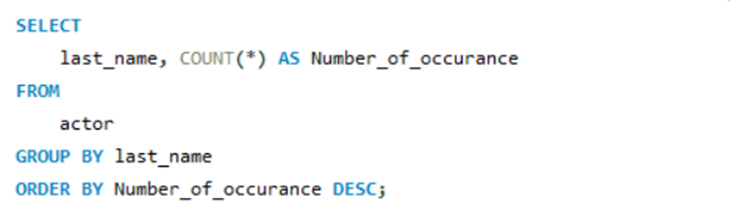 SELECT
last_name, COUNT(*) AS Number_of_occurance
FROM
actor
GROUP BY last_name
ORDER BY Number_of_occurance DESC;